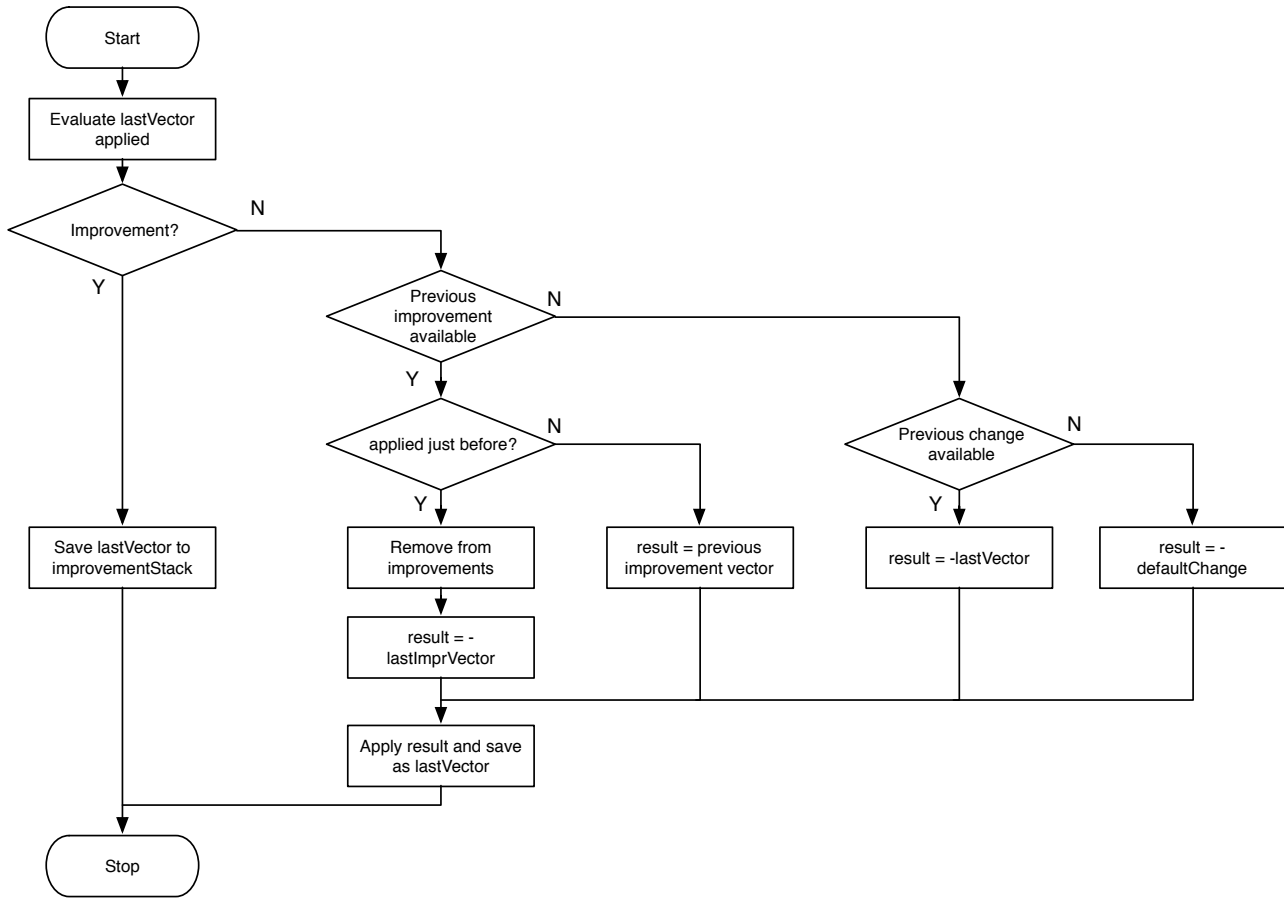 Start
Evaluate lastVector
applied
Improvement?
N
Y
Previous
improvement
available
N
Y
applied just before?
N
Y
Previous change
available
N
Y
Save lastVector to
improvementStack
Remove from
improvements
result = previous
improvement vector
result = -lastVector
result = -
defaultChange
result = -
lastImprVector
Apply result and save
as lastVector
Stop